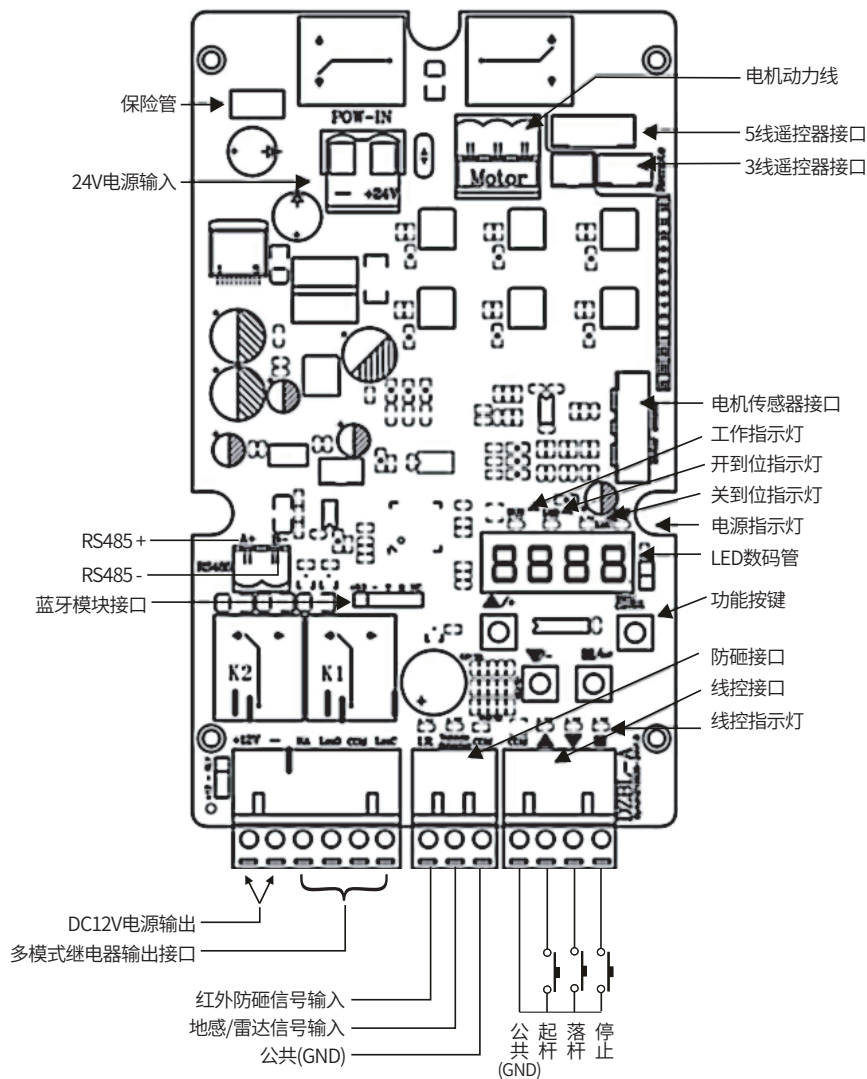 电机动力线
保险管
POW-IN
5线遥控器接口
3线遥控器接口
24V电源输入
Motor
- +24V
Remote
电机传感器接口
工作指示灯
开到位指示灯
关到位指示灯
电源指示灯
RS485 +
A+ B-
LED数码管
RS485 -
RS485
蓝牙模块接口
功能按键
防砸接口
K2
K1
线控接口
线控指示灯
+12V -
COM
IR
COM
COM
DZBL-A
DC12V电源输出
多模式继电器输出接口
红外防砸信号输入
地感/雷达信号输入
公共(GND)
公共
(GND)
起杆
落杆
停止